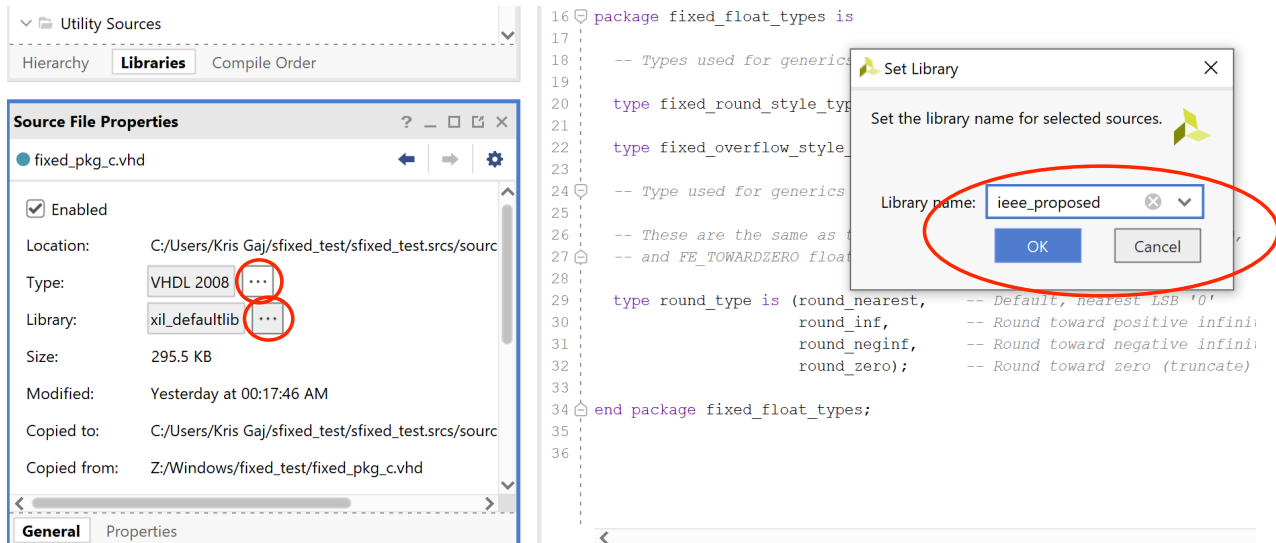 Utility Sources
Hierarchy Libraries Compile Order
Source File Properties
fixed_pkg_c.vhd
Enabled
Location: C:/Users/Kris Gaj/sfixed_test/sfixed_test.srcs/sourc
Type: VHDL 2008 ...
Library: xil_defaultlib ...
Size: 295.5 KB
Modified: Yesterday at 00:17:46 AM
Copied to: C:/Users/Kris Gaj/sfixed_test/sfixed_test.srcs/sourc
Copied from: Z:/Windows/fixed_test/fixed_pkg_c.vhd
General Properties
16 package fixed_float_types is
17
18 -- Types used for generics
19
20 type fixed_round_style_typ
21
22 type fixed_overflow_style_
23
24 -- Type used for generics
25
26 -- These are the same as t
27 -- and FE_TOWARDZERO float
28
29 type round_type is (round_nearest, -- Default, nearest LSB '0'
30 round_inf, -- Round toward positive infini
31 round_neginf, -- Round toward negative infini
32 round_zero); -- Round toward zero (truncate)
33
34 end package fixed_float_types;
35
36
Set Library
Set the library name for selected sources.
Library name: ieee_proposed
OK Cancel